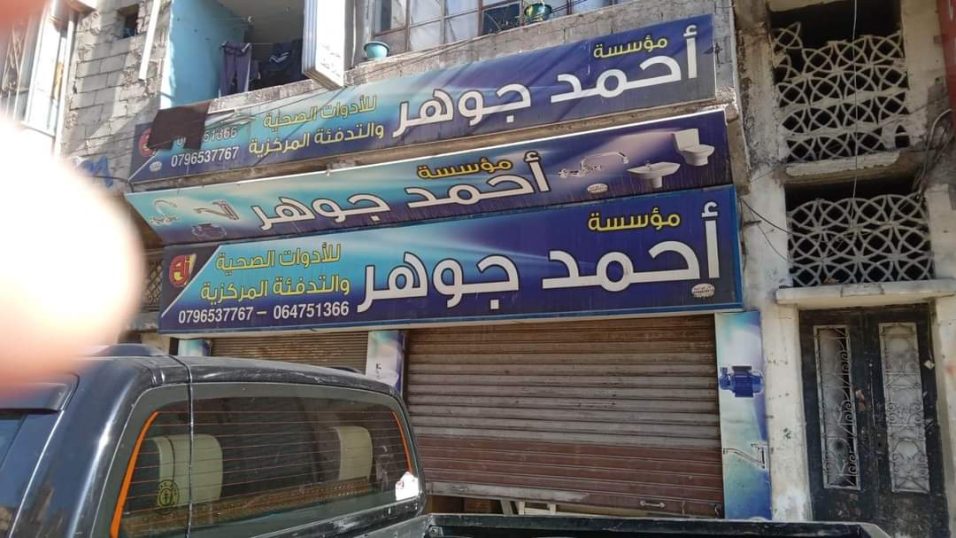 مؤسسة
أحمد جوهر
للأدوات الصحية
والتدفئة المركزية
51366
0796537767
مؤسسة
أحمد جوهر
مؤسسة
أحمد جوهر
للأدوات الصحية
والتدفئة المركزية
0796537767 – 064751366